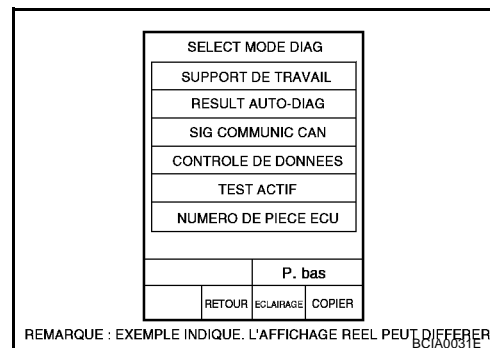 SELECT MODE DIAG
SUPPORT DE TRAVAIL
RESULT AUTO-DIAG
SIG COMMUNIC CAN
CONTROLE DE DONNEES
TEST ACTIF
NUMERO DE PIECE ECU
P. bas
RETOUR ECLAIRAGE COPIER
REMARQUE : EXEMPLE INDIQUE. L'AFFICHAGE REEL PEUT DIFFERER
BCIA0031E